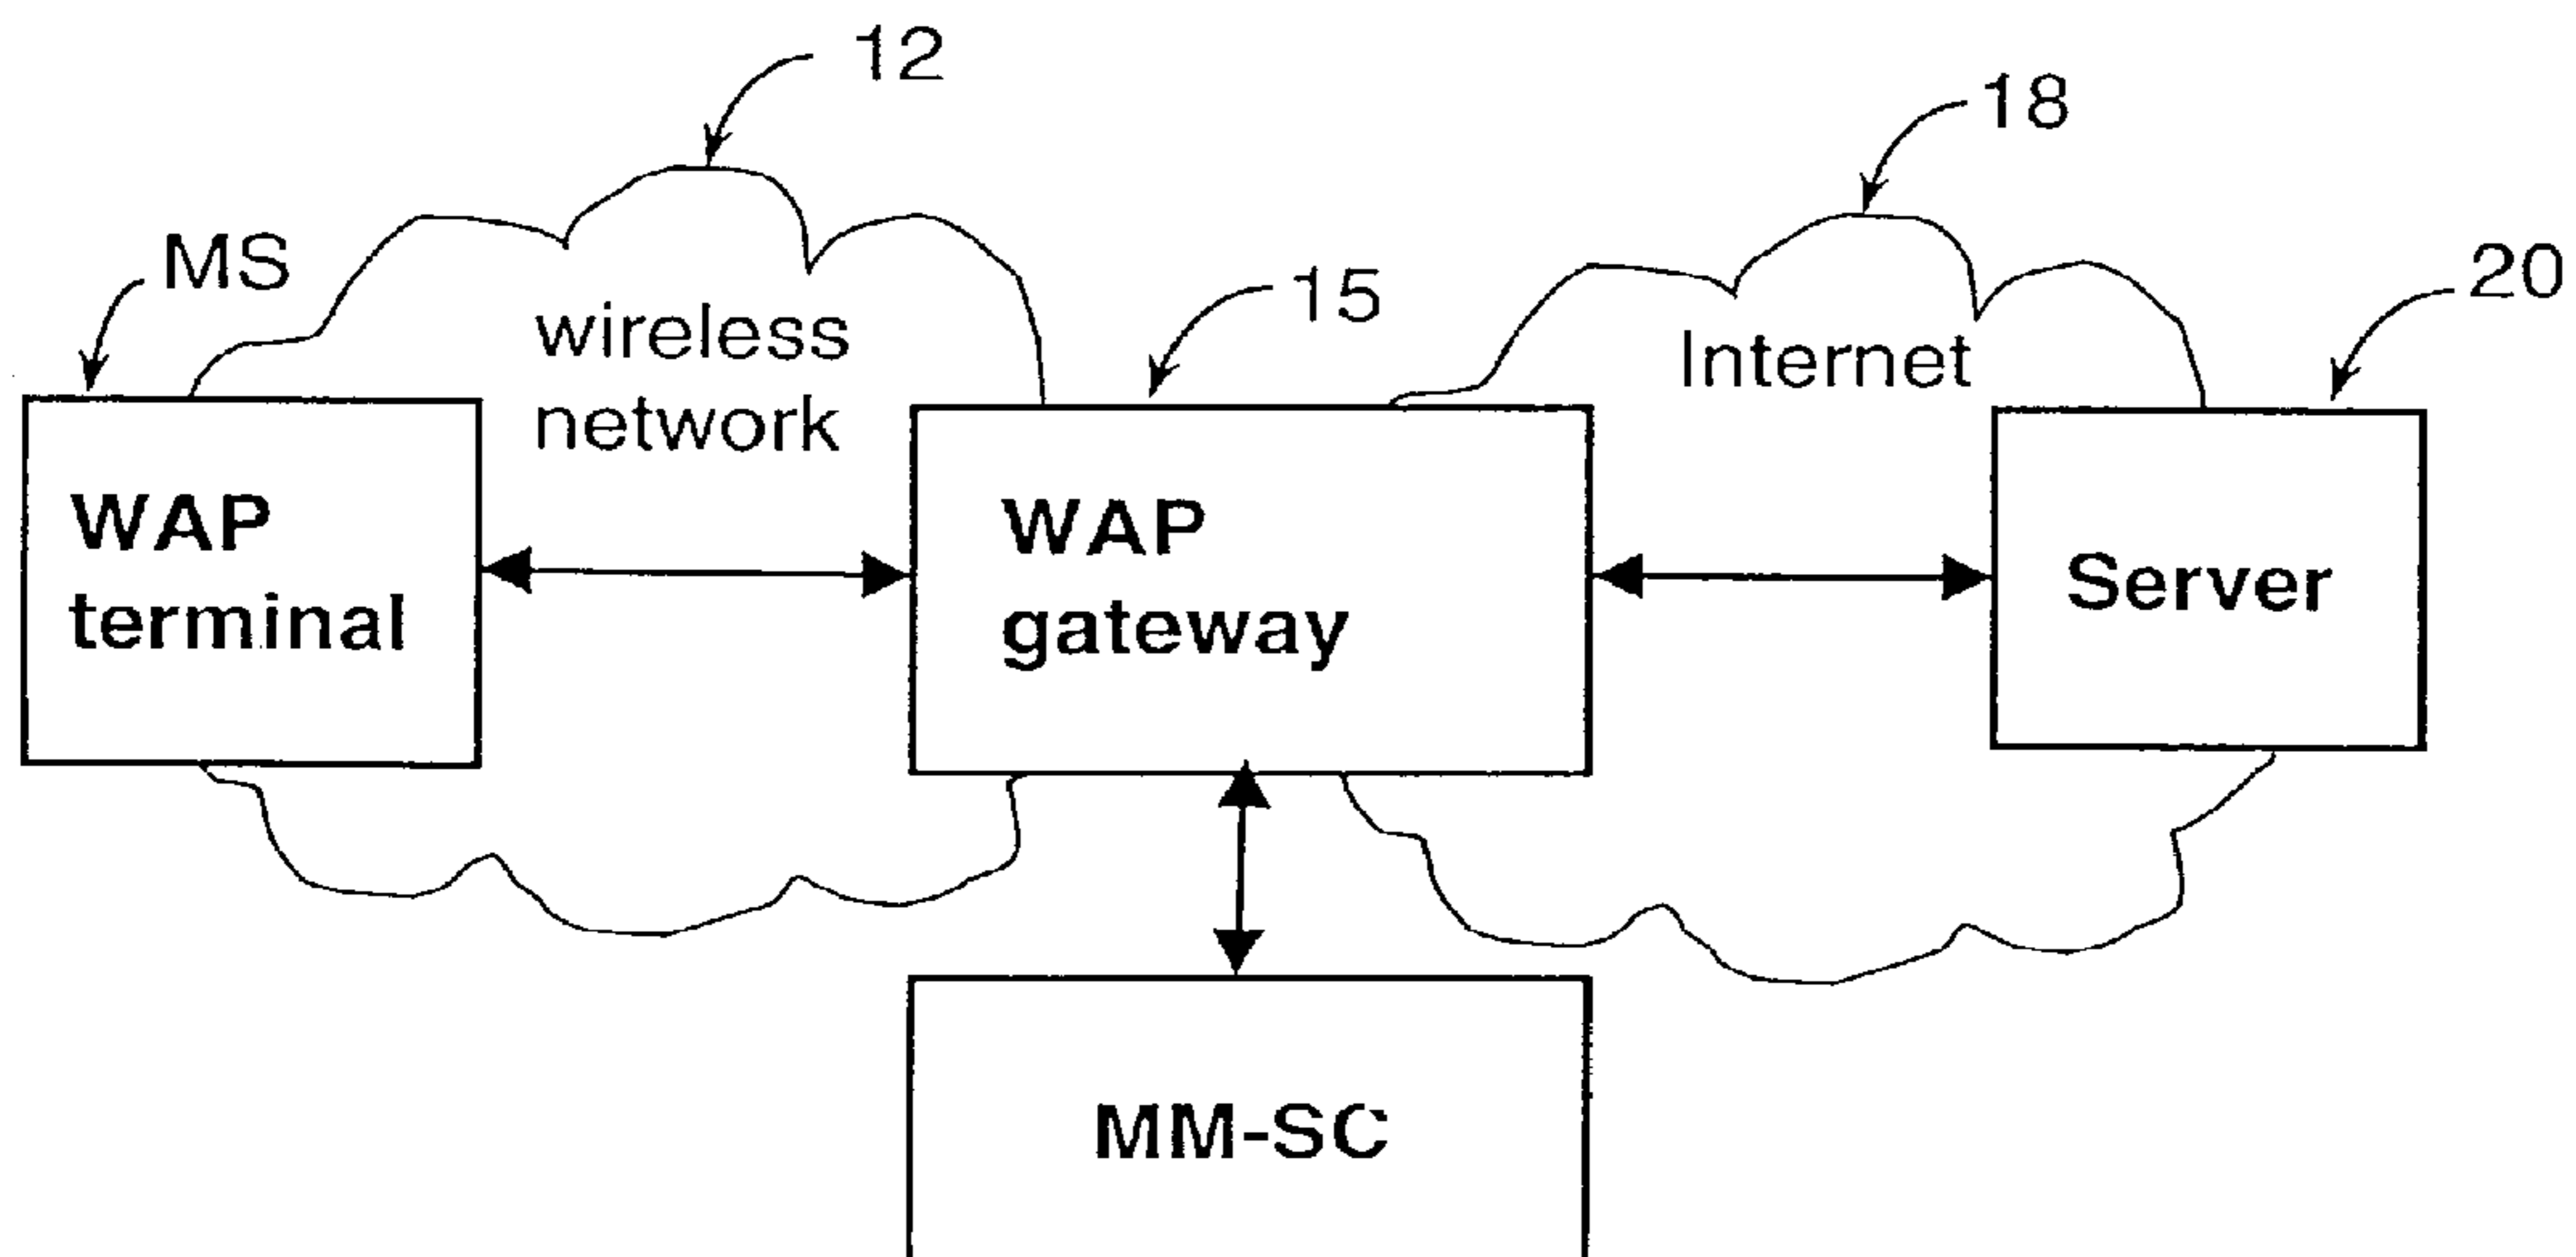 12
18
MS
20
15
wireless
network
Internet
WAP
terminal
WAP
gateway
Server
MM-SC